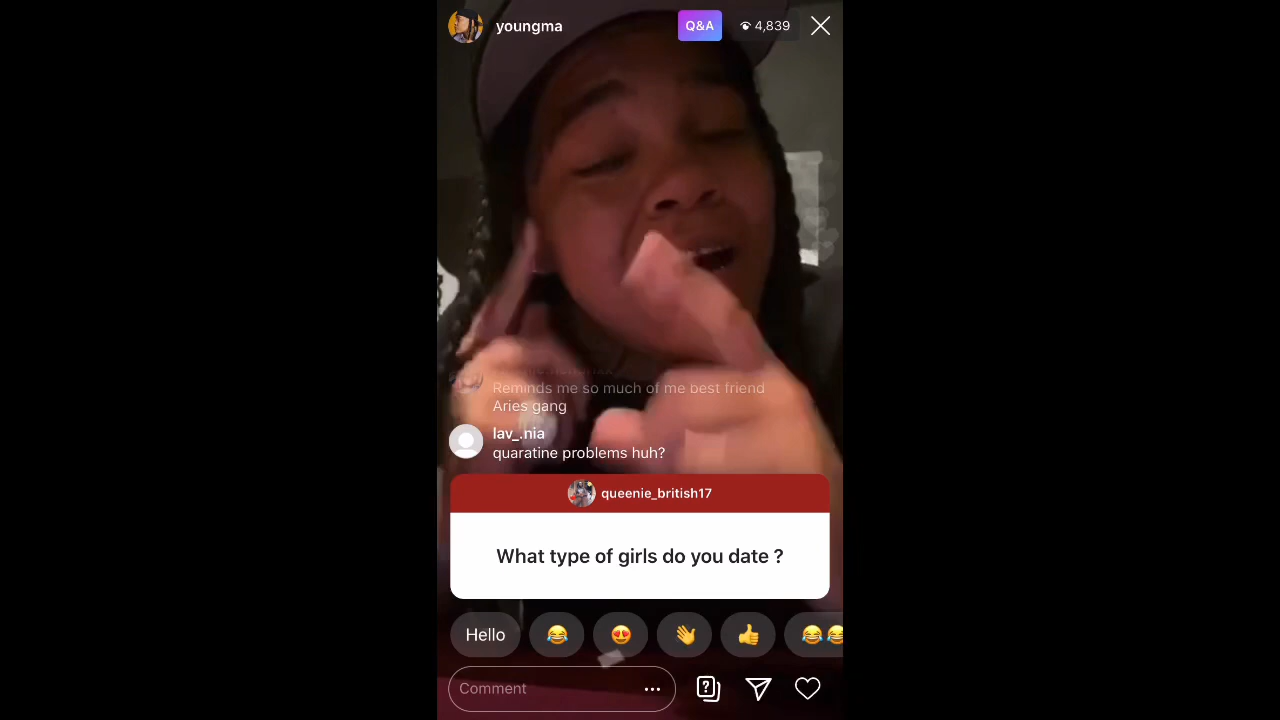 youngma
Q&A
4,839
Reminds me so much of me best friend
Aries gang
lav_.nia
quaratine problems huh?
queenie_british17
What type of girls do you date ?
Hello
Comment